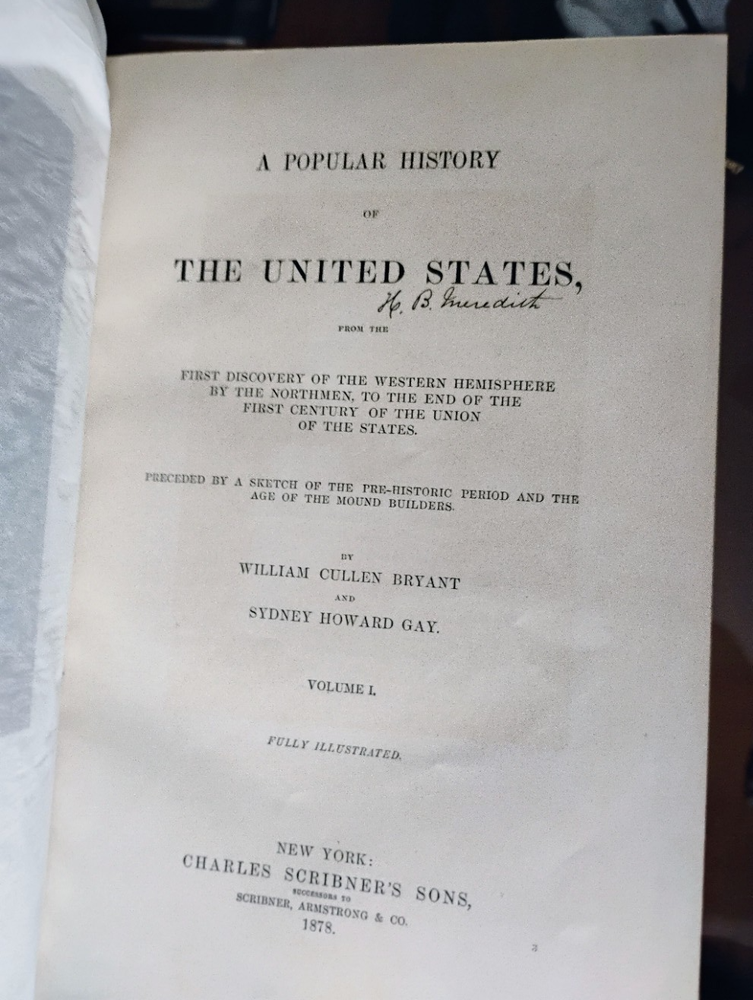 A POPULAR HISTORY
OF
THE UNITED STATES,
H. B. Meredith
FROM THE
FIRST DISCOVERY OF THE WESTERN HEMISPHERE
BY THE NORTHMEN, TO THE END OF THE
FIRST CENTURY OF THE UNION
OF THE STATES.
PRECEDED BY A SKETCH OF THE PRE-HISTORIC PERIOD AND THE
AGE OF THE MOUND BUILDERS.
BY
WILLIAM CULLEN BRYANT
AND
SYDNEY HOWARD GAY.
VOLUME I.
FULLY ILLUSTRATED.
NEW YORK:
CHARLES SCRIBNER'S SONS,
SUCCESSORS TO
SCRIBNER, ARMSTRONG & CO.
1878.